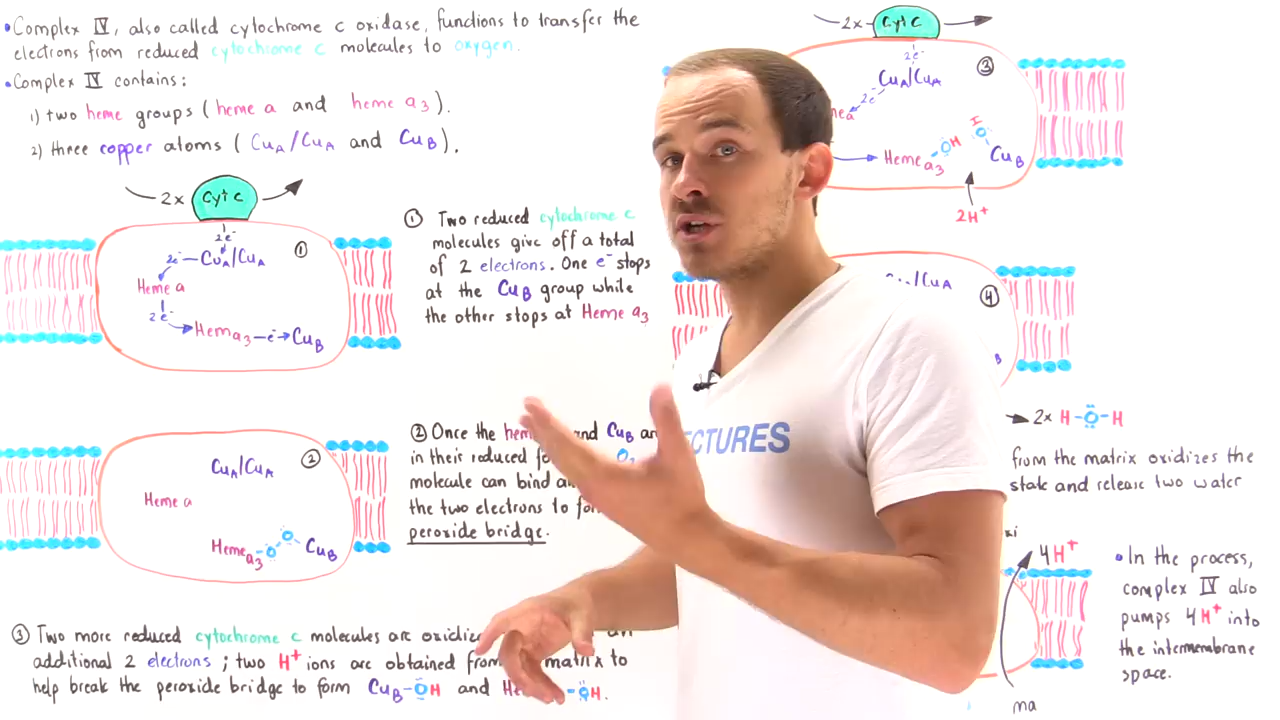 •Complex IV, also called cytochrome c oxidase, functions to transfer the
electrons from reduced cytochrome c molecules to oxygen.
•Complex IV contains:
1) two heme groups (heme a and heme a3).
2) three copper atoms (CuA/CuA and CuB).
2x Cyt C
2e-
①
2e- CuA/CuA
Heme a
2e-
Heme a3 — e- → CuB
① Two reduced cytochrome c
molecules give off a total
of 2 electrons. One e- stops
at the CuB group while
the other stops at Heme a3
②
CuA/CuA
Heme a
Heme a3-O-O CuB
② Once the and CuB
in their reduced O2
molecule can bind
the two electrons to
peroxide bridge.
③ Two more reduced cytochrome c molecules are
additional 2 electrons; two H+ ions are obtained matrix to
help break the peroxide bridge to form CuB-OH and -OH.
2x Cyt C
2e-
③
CuA/CuA
2e-
Heme a3 OH H O CuB
2H+
/CuA
④
B
2x H-O-H
from the matrix oxidizes the
state and release two water
4H+
•In the process,
complex IV also
pumps 4H+ into
the intermembrane
space.
ma
ECTURES